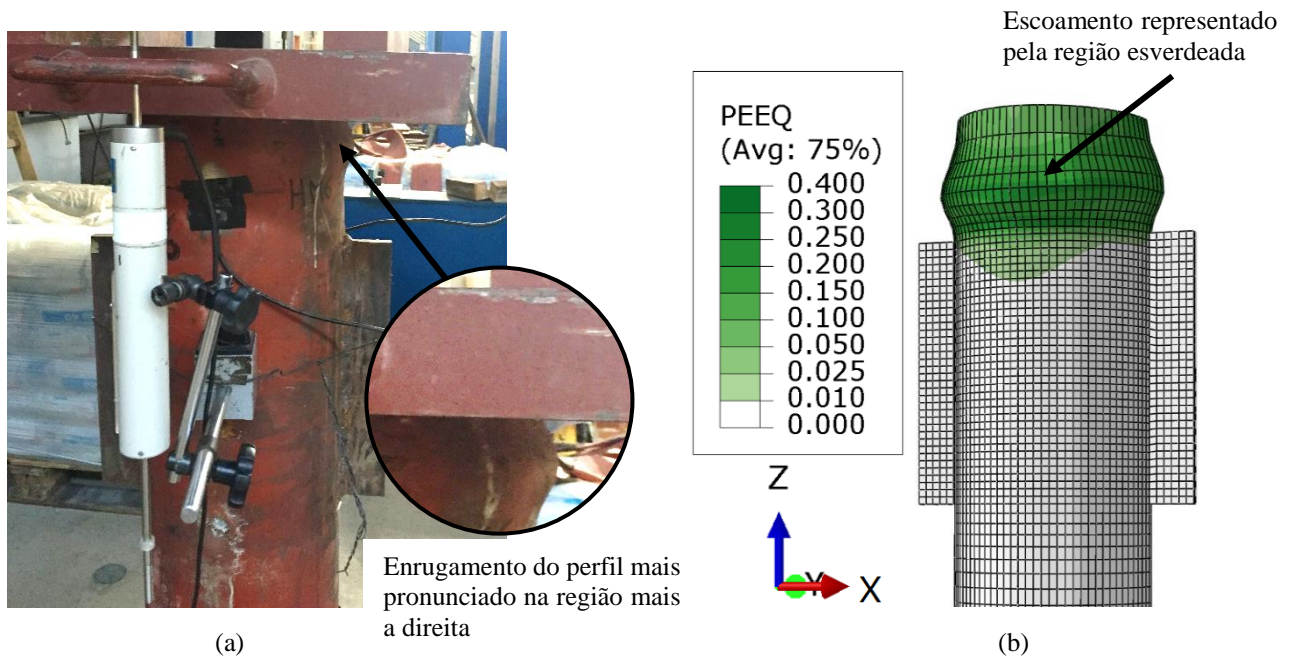 Escoamento representado
pela região esverdeada
PEEQ
(Avg: 75%)
0.400
0.300
0.250
0.200
0.150
0.100
0.050
0.025
0.010
0.000
Z
Y
X
Enrugamento do perfil mais
pronunciado na região mais
a direita
(a)
(b)